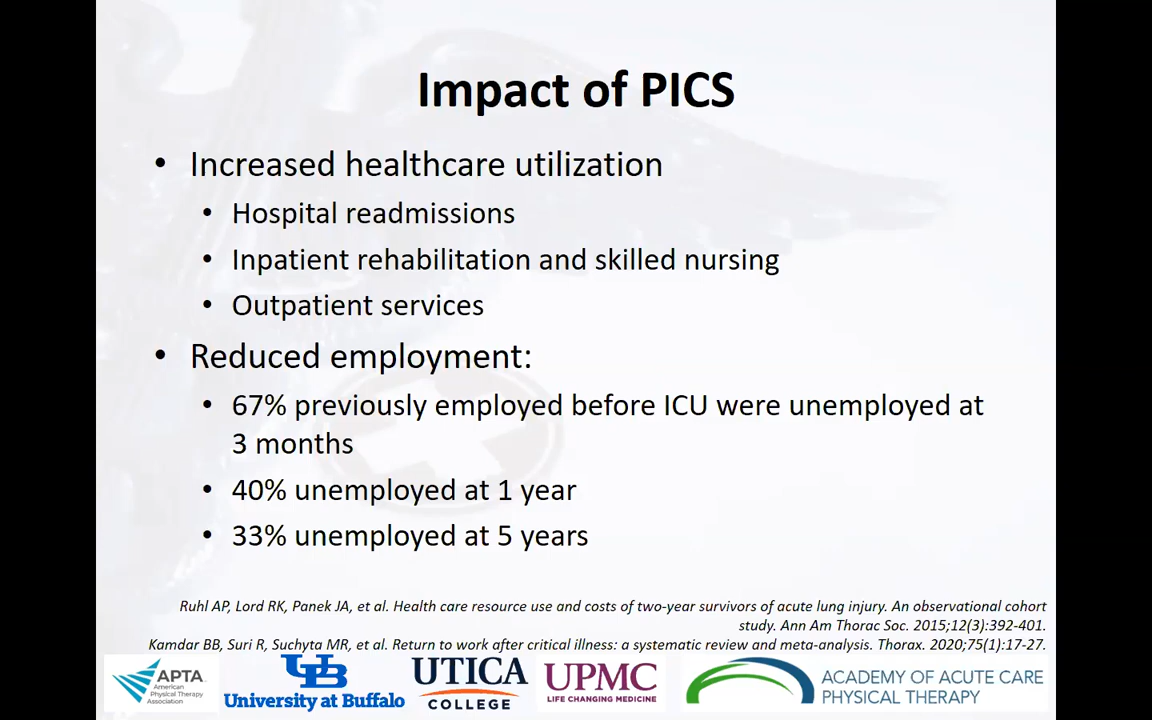 Impact of PICS
• Increased healthcare utilization
• Hospital readmissions
• Inpatient rehabilitation and skilled nursing
• Outpatient services
• Reduced employment:
• 67% previously employed before ICU were unemployed at
3 months
• 40% unemployed at 1 year
• 33% unemployed at 5 years
Ruhl AP, Lord RK, Panek JA, et al. Health care resource use and costs of two-year survivors of acute lung injury. An observational cohort
study. Ann Am Thorac Soc. 2015;12(3):392-401.
Kamdar BB, Suri R, Suchyta MR, et al. Return to work after critical illness: a systematic review and meta-analysis. Thorax. 2020;75(1):17-27.
APTA
American
Physical Therapy
Association
UB
University at Buffalo
UTICA
COLLEGE
UPMC
LIFE CHANGING MEDICINE
ACADEMY OF ACUTE CARE
PHYSICAL THERAPY